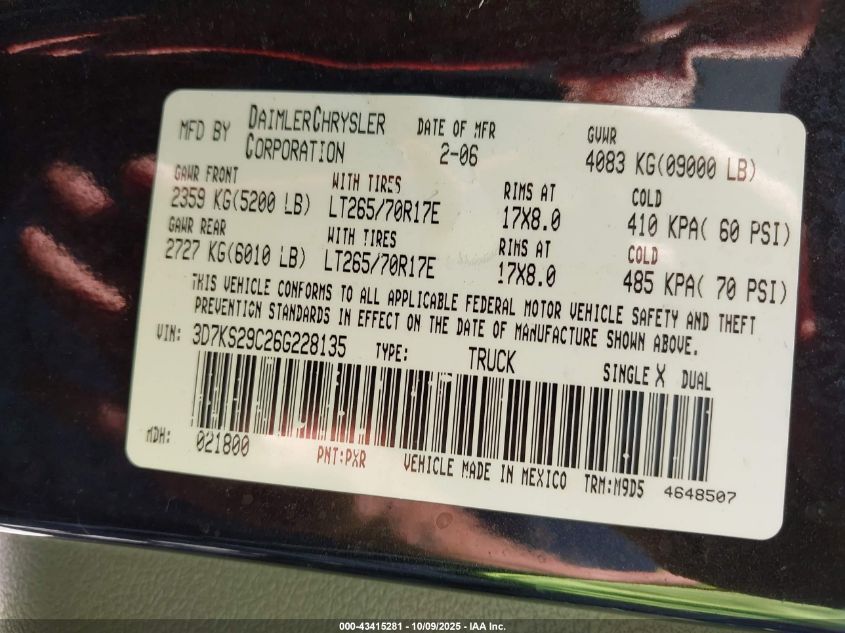 MFD BY DAIMLERCHRYSLER CORPORATION
DATE OF MFR 2-06
GVWR 4083 KG(09000 LB)
GAWR FRONT WITH TIRES RIMS AT COLD
2359 KG(5200 LB) LT265/70R17E 17X8.0 410 KPA( 60 PSI)
GAWR REAR WITH TIRES RIMS AT COLD
2727 KG(6010 LB) LT265/70R17E 17X8.0 485 KPA( 70 PSI)
THIS VEHICLE CONFORMS TO ALL APPLICABLE FEDERAL MOTOR VEHICLE SAFETY AND THEFT
PREVENTION STANDARDS IN EFFECT ON THE DATE OF MANUFACTURE SHOWN ABOVE.
VIN: 3D7KS29C26G228135 TYPE: TRUCK SINGLE X DUAL
MDH: 021800 PNT:PXR VEHICLE MADE IN MEXICO TRM:M9D5 4648507
000-43415281 - 10/09/2025 - IAA Inc.